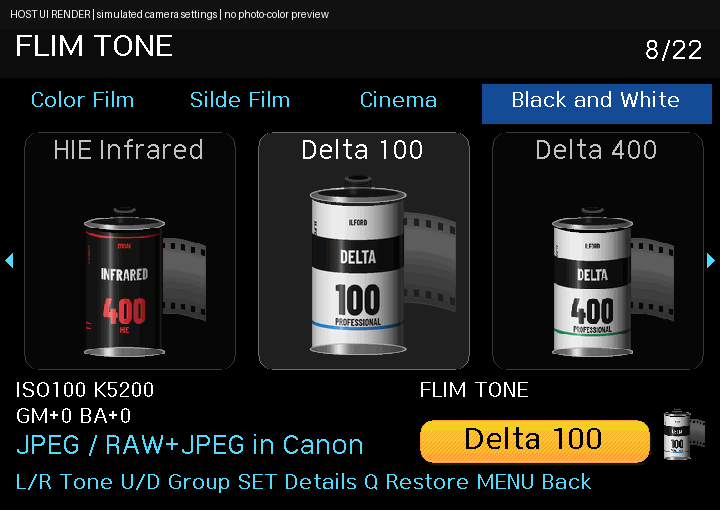 HOST UI RENDER | simulated camera settings | no photo-color preview
FLIM TONE
8/22
Color Film
Silde Film
Cinema
Black and White
HIE Infrared
Delta 100
Delta 400
INFRARED
400
HIE
ILFORD
DELTA
100
PROFESSIONAL
ILFORD
DELTA
400
PROFESSIONAL
ISO100 K5200
GM+0 BA+0
JPEG / RAW+JPEG in Canon
FLIM TONE
Delta 100
100
L/R Tone U/D Group SET Details Q Restore MENU Back